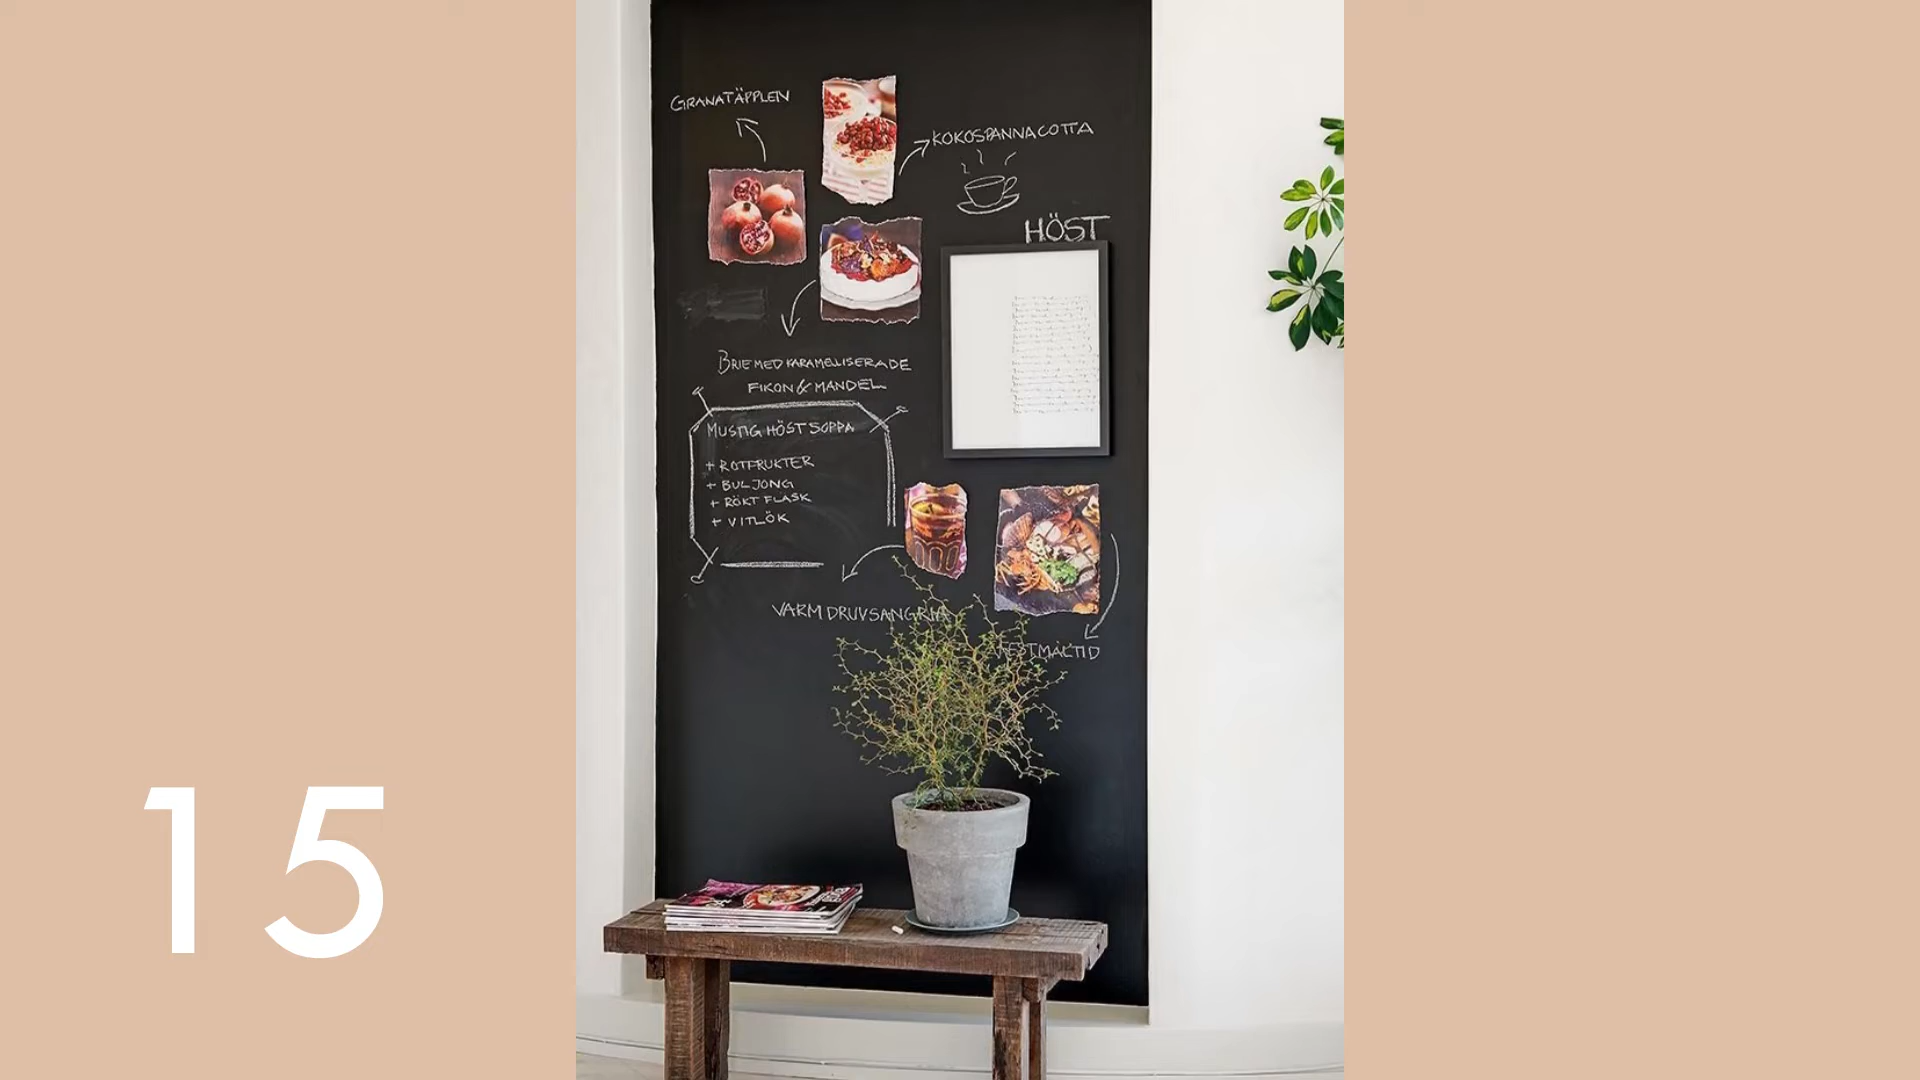 GRANATÄPPLEN
KOKOSPANNACOTTA
HÖST
BRIE MED KARAMELLISERADE
FIKON & MANDEL
MUSTIG HÖSTSOPPA
+ ROTFRUKTER
+ BULJONG
+ RÖKT FLÄSK
+ VITLÖK
VARM DRUVSANGRIA
FESTMÅLTID
15